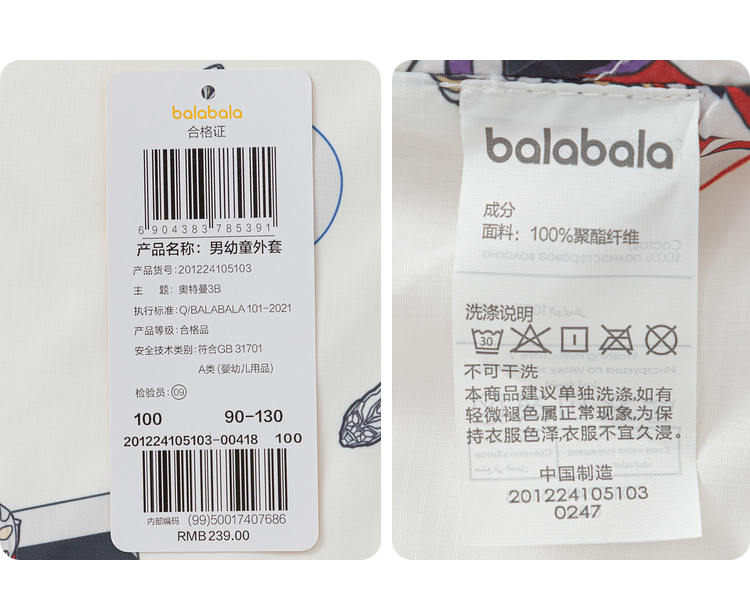 balabala
合格证
6 904383 785391
产品名称：男幼童外套
产品货号：201224105103
主 题：奥特曼3B
执行标准：Q/BALABALA 101-2021
产品等级：合格品
安全技术类别：符合GB 31701
A类 (婴幼儿用品)
检验员：09
100 90-130
201224105103-00418 100
内部编码 (99)50017407686
RMB 239.00
balabala
成分
面料：100%聚酯纤维
洗涤说明
30
不可干洗
本商品建议单独洗涤,如有
轻微褪色属正常现象,为保
持衣服色泽,衣服不宜久浸。
中国制造
201224105103
0247